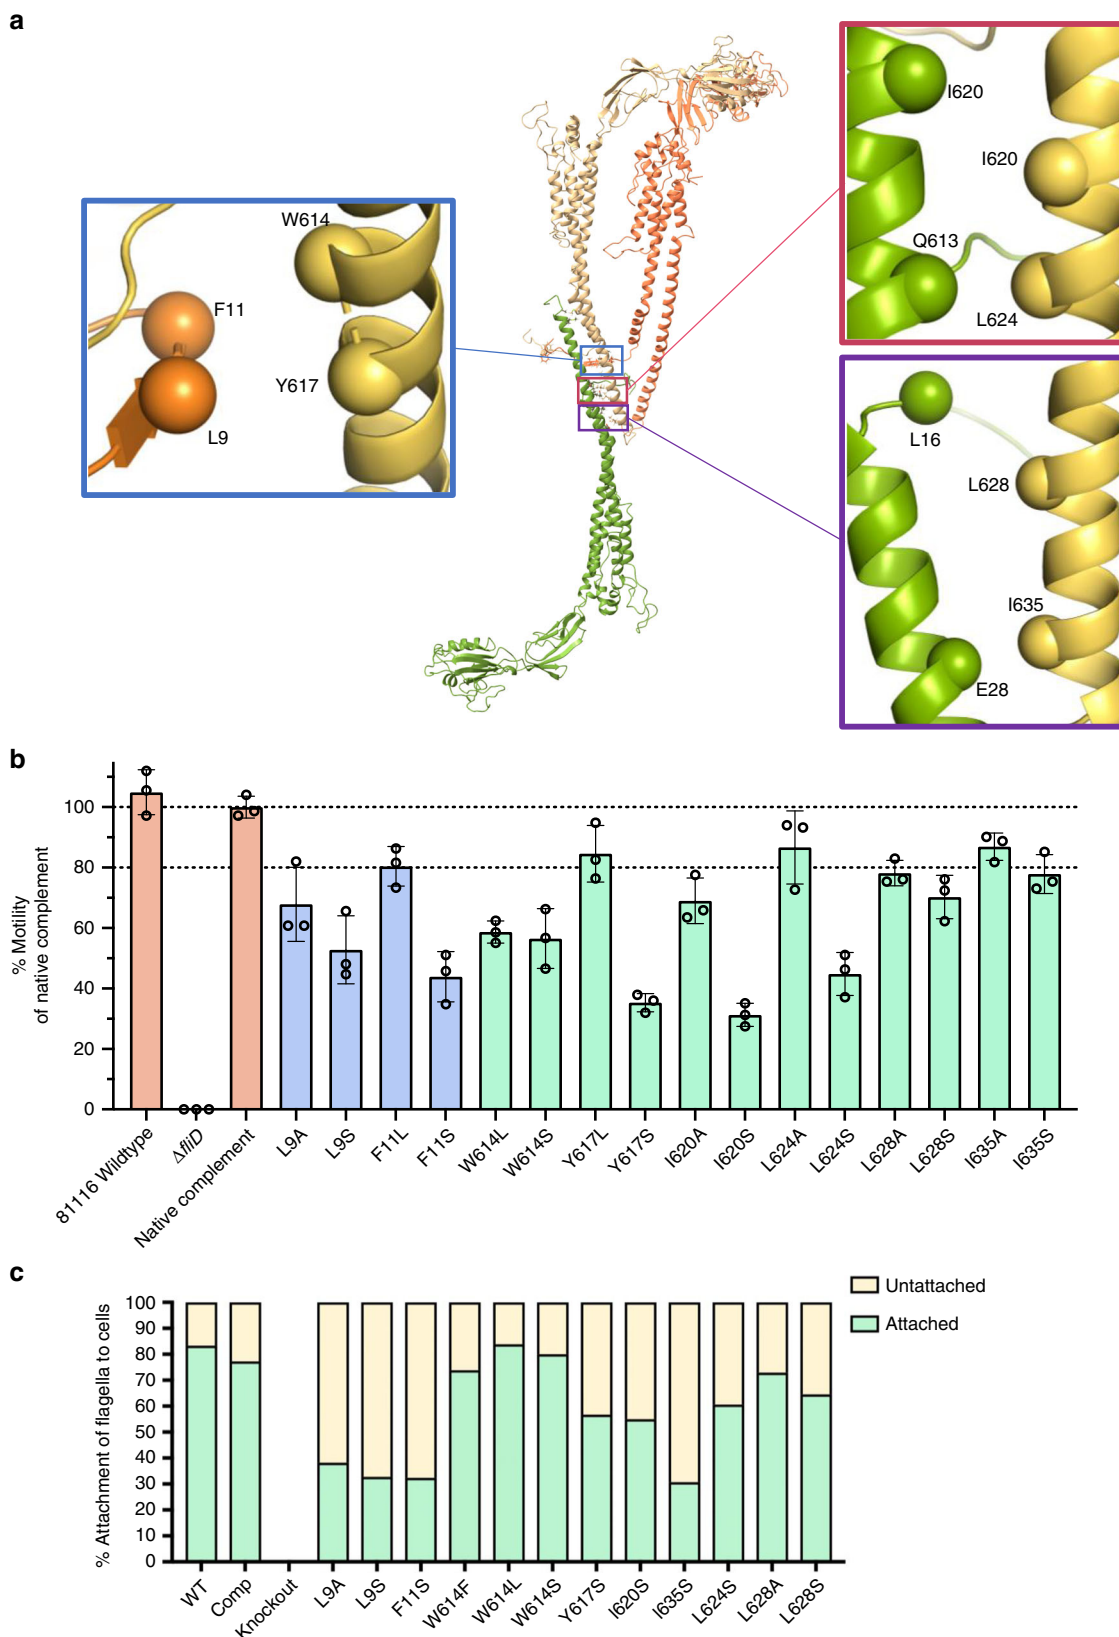 a
W614
F11
Y617
L9
I620
I620
Q613
L624
L16
L628
I635
E28
b
% Motility
of native complement
100
80
60
40
20
0
81116 Wildtype
ΔfliD
Native complement
L9A
L9S
F11L
F11S
W614L
W614S
Y617L
Y617S
I620A
I620S
L624A
L624S
L628A
L628S
I635A
I635S
c
% Attachment of flagella to cells
100
90
80
70
60
50
40
30
20
10
0
WT
Comp
Knockout
L9A
L9S
F11S
W614F
W614L
W614S
Y617S
I620S
I635S
L624S
L628A
L628S
Untattached
Attached